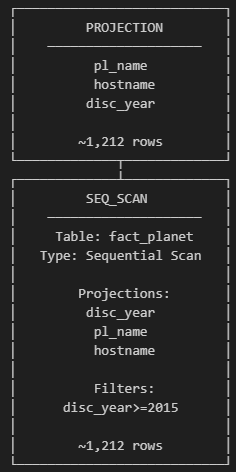 PROJECTION
pl_name
hostname
disc_year
~1,212 rows
SEQ_SCAN
Table: fact_planet
Type: Sequential Scan
Projections:
disc_year
pl_name
hostname
Filters:
disc_year>=2015
~1,212 rows